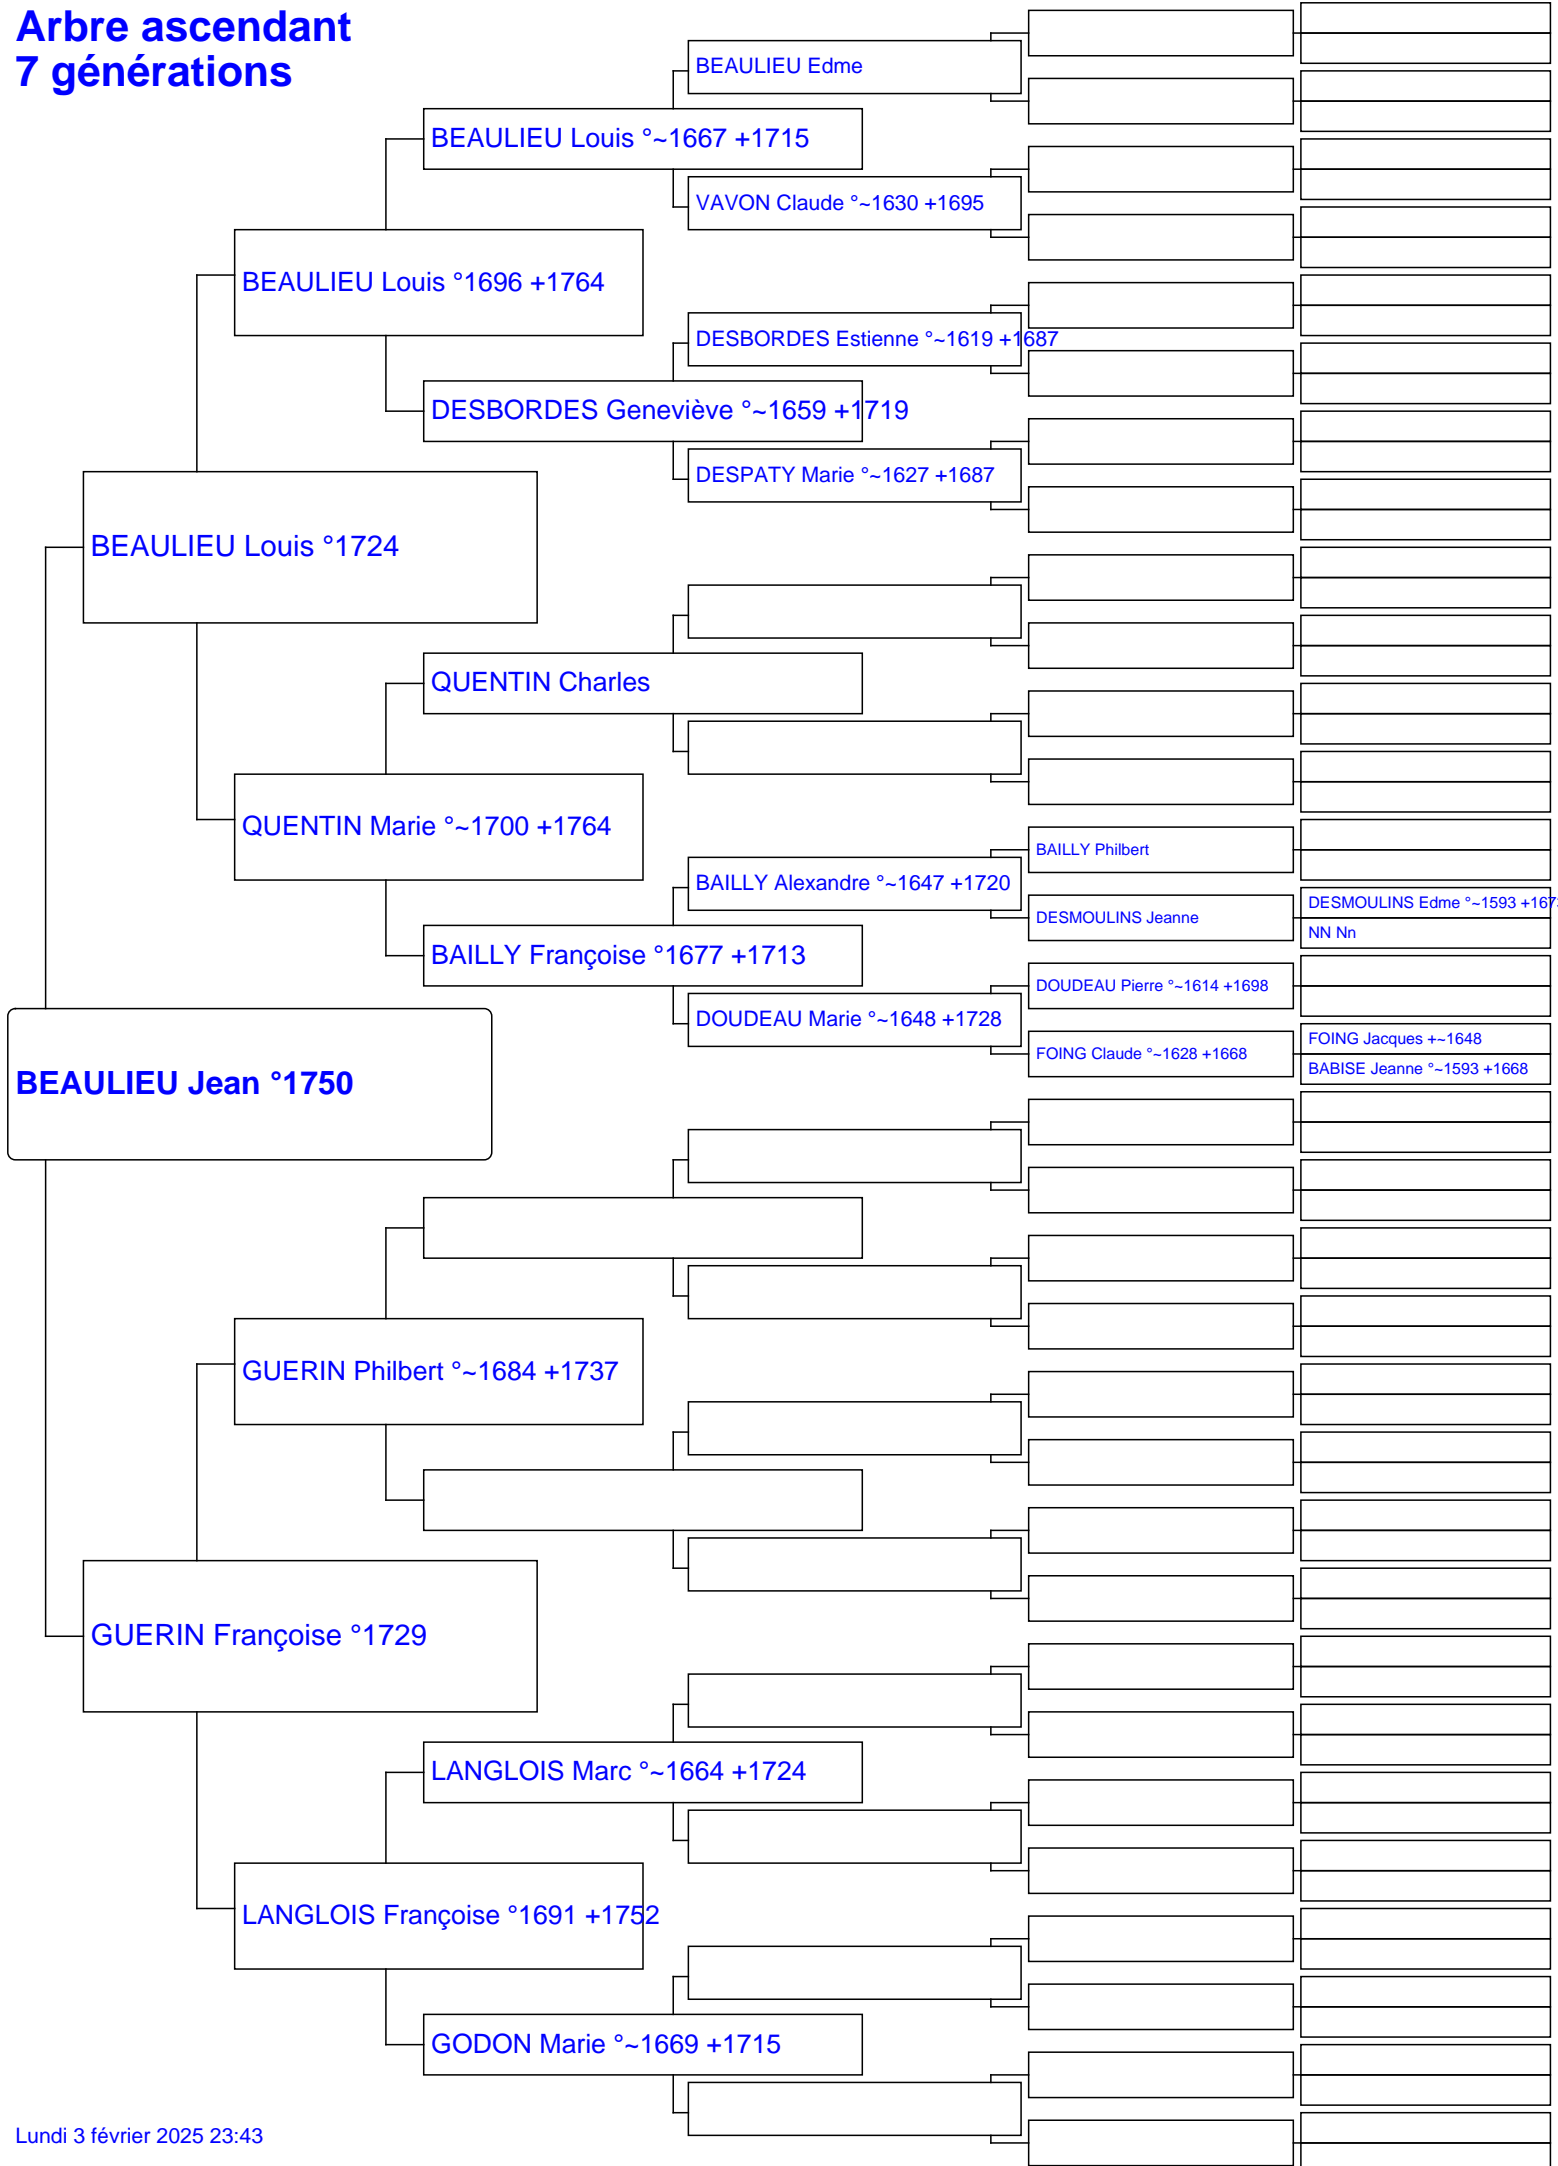 Arbre ascendant
7 générations
BEAULIEU Edme
BEAULIEU Louis °~1667 +1715
VAVON Claude °~1630 +1695
BEAULIEU Louis °1696 +1764
DESBORDES Estienne °~1619 +1687
DESBORDES Geneviève °~1659 +1719
DESPATY Marie °~1627 +1687
BEAULIEU Louis °1724
QUENTIN Charles
QUENTIN Marie °~1700 +1764
BAILLY Philbert
BAILLY Alexandre °~1647 +1720
DESMOULINS Edme °~1593 +167
DESMOULINS Jeanne
NN Nn
BAILLY Françoise °1677 +1713
DOUDEAU Pierre °~1614 +1698
DOUDEAU Marie °~1648 +1728
FOING Jacques +~1648
FOING Claude °~1628 +1668
BABISE Jeanne °~1593 +1668
BEAULIEU Jean °1750
GUERIN Philbert °~1684 +1737
GUERIN Françoise °1729
LANGLOIS Marc °~1664 +1724
LANGLOIS Françoise °1691 +1752
GODON Marie °~1669 +1715
Lundi 3 février 2025 23:43